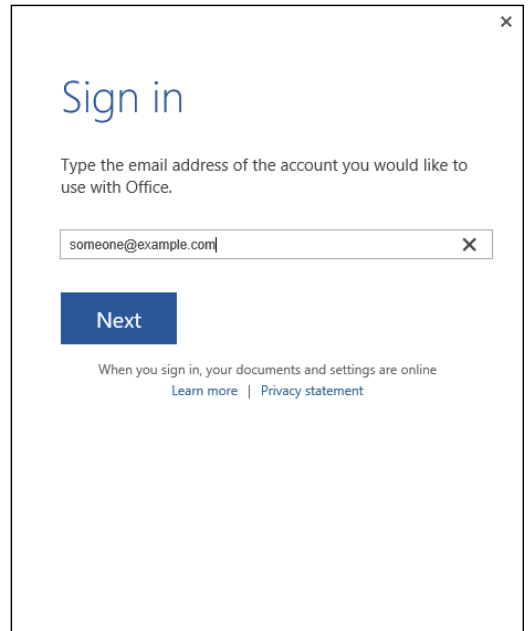 Sign in
Type the email address of the account you would like to
use with Office.
someone@example.com
Next
When you sign in, your documents and settings are online
Learn more | Privacy statement